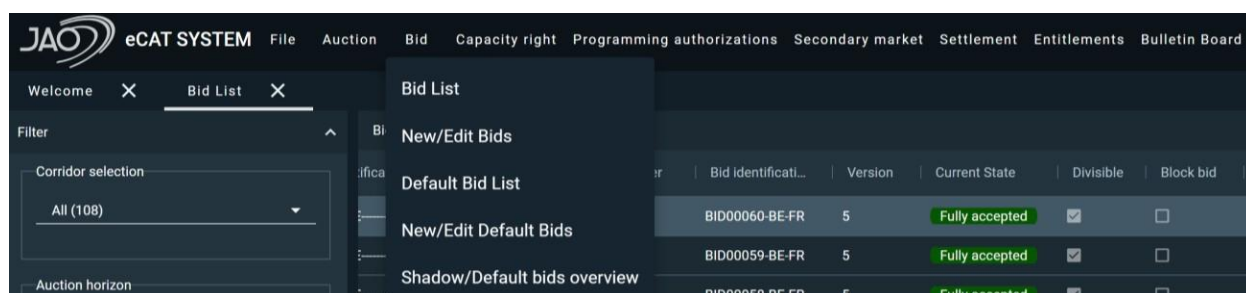 JAO eCAT SYSTEM File Auction Bid Capacity right Programming authorizations Secondary market Settlement Entitlements Bulletin Board
Welcome Bid List
Bid List
New/Edit Bids
Default Bid List
New/Edit Default Bids
Shadow/Default bids overview
Filter
Corridor selection
All (108)
Auction horizon
Bid identificati... Version Current State Divisible Block bid
BID00060-BE-FR 5 Fully accepted
BID00059-BE-FR 5 Fully accepted